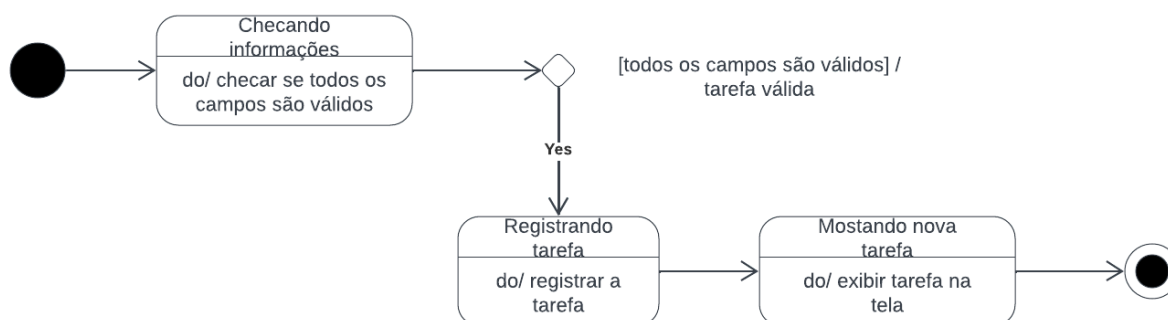 Checando
informações
do/ checar se todos os
campos são válidos
[todos os campos são válidos] /
tarefa válida
Yes
Registrando
tarefa
do/ registrar a
tarefa
Mostando nova
tarefa
do/ exibir tarefa na
tela